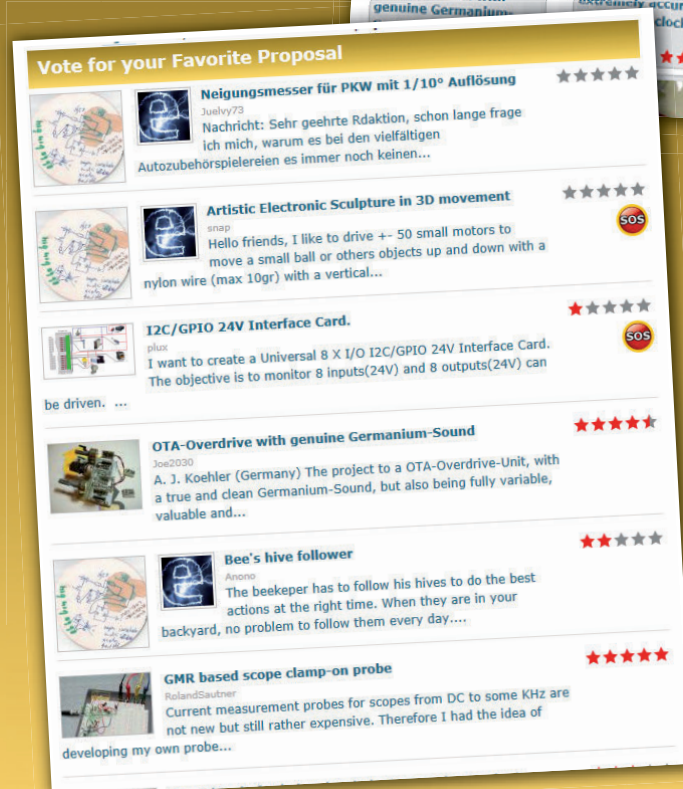 genuine Germanium-
extremely accur
cloc
Vote for your Favorite Proposal
Neigungsmesser für PKW mit 1/10° Auflösung
Juelvy73
Nachricht: Sehr geehrte Rdaktion, schon lange frage
ich mich, warum es bei den vielfältigen
Autozubehörspielereien es immer noch keinen...
Artistic Electronic Sculpture in 3D movement
snap
SOS
Hello friends, I like to drive +- 50 small motors to
move a small ball or others objects up and down with a
nylon wire (max 10gr) with a vertical...
I2C/GPIO 24V Interface Card.
plux
SOS
I want to create a Universal 8 X I/O I2C/GPIO 24V Interface Card.
The objective is to monitor 8 inputs(24V) and 8 outputs(24V) can
be driven. ...
OTA-Overdrive with genuine Germanium-Sound
Joe2030
A. J. Koehler (Germany) The project to a OTA-Overdrive-Unit, with
a true and clean Germanium-Sound, but also being fully variable,
valuable and...
Bee's hive follower
Anono
The beekeper has to follow his hives to do the best
actions at the right time. When they are in your
backyard, no problem to follow them every day....
GMR based scope clamp-on probe
RolandSautner
Current measurement probes for scopes from DC to some KHz are
not new but still rather expensive. Therefore I had the idea of
developing my own probe...